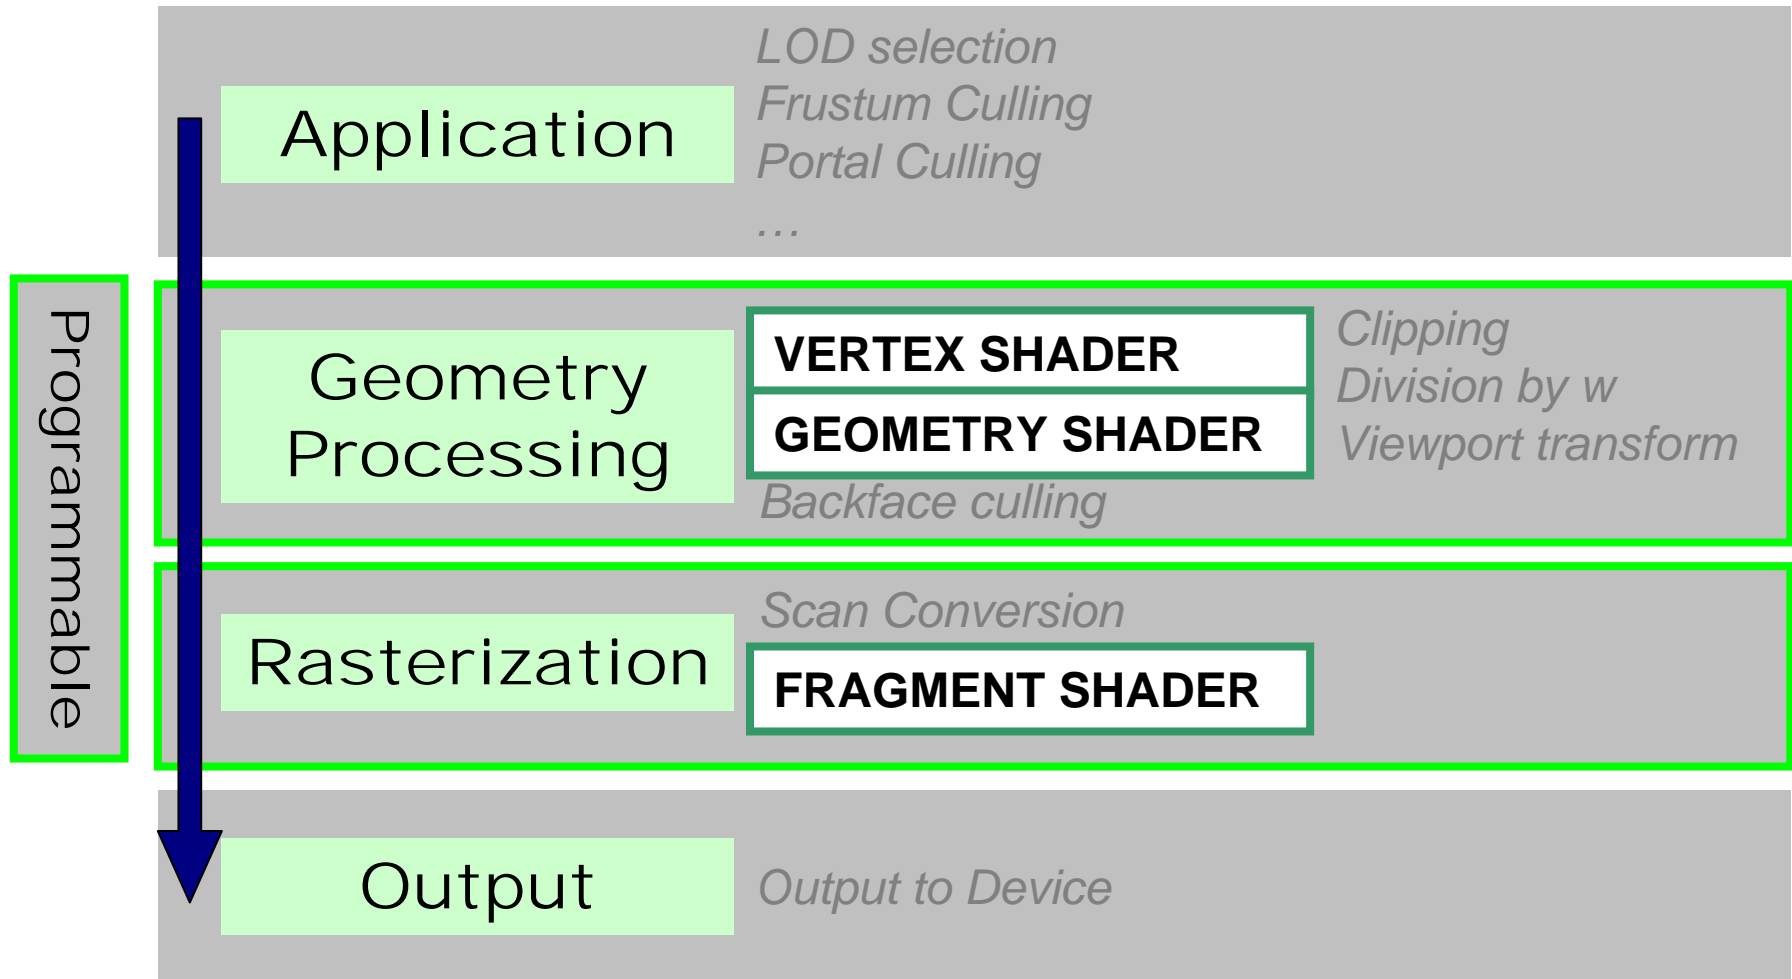 Application
LOD selection
Frustum Culling
Portal Culling
…
Programmable
Geometry
Processing
VERTEX SHADER
GEOMETRY SHADER
Backface culling
Clipping
Division by w
Viewport transform
Rasterization
Scan Conversion
FRAGMENT SHADER
Output
Output to Device